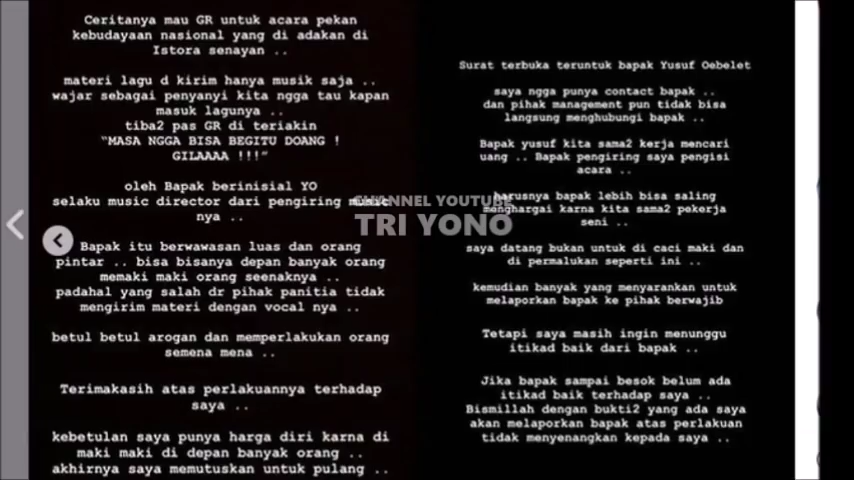 Ceritanya mau GR untuk acara pekan
kebudayaan nasional yang di adakan di
Istora senayan ..
materi lagu d kirim hanya musik saja ..
wajar sebagai penyanyi kita ngga tau kapan
masuk lagunya ..
tiba2 pas GR di teriakin
"MASA NGGA BISA BEGITU DOANG !
GILAAAA !!!"
oleh Bapak berinisial YO
selaku music director dari pengiring music
nya ..
Bapak itu berwawasan luas dan orang
pintar .. bisa bisanya depan banyak orang
memaki maki orang seenaknya ..
padahal yang salah dr pihak panitia tidak
mengirim materi dengan vocal nya ..
betul betul arogan dan memperlakukan orang
semena mena ..
Terimakasih atas perlakuannya terhadap
saya ..
kebetulan saya punya harga diri karna di
maki maki di depan banyak orang ..
akhirnya saya memutuskan untuk pulang ..
Surat terbuka teruntuk bapak Yusuf Oebelet
saya ngga punya contact bapak ..
dan pihak management pun tidak bisa
langsung menghubungi bapak ..
Bapak yusuf kita sama2 kerja mencari
uang .. Bapak pengiring saya pengisi
acara ..
harusnya bapak lebih bisa saling
menghargai karna kita sama2 pekerja
seni ..
saya datang bukan untuk di caci maki dan
di permalukan seperti ini ..
kemudian banyak yang menyarankan untuk
melaporkan bapak ke pihak berwajib
Tetapi saya masih ingin menunggu
itikad baik dari bapak ..
Jika bapak sampai besok belum ada
itikad baik terhadap saya ..
Bismillah dengan bukti2 yang ada saya
akan melaporkan bapak atas perlakuan
tidak menyenangkan kepada saya ..
CHANNEL YOUTUBE
TRI YONO